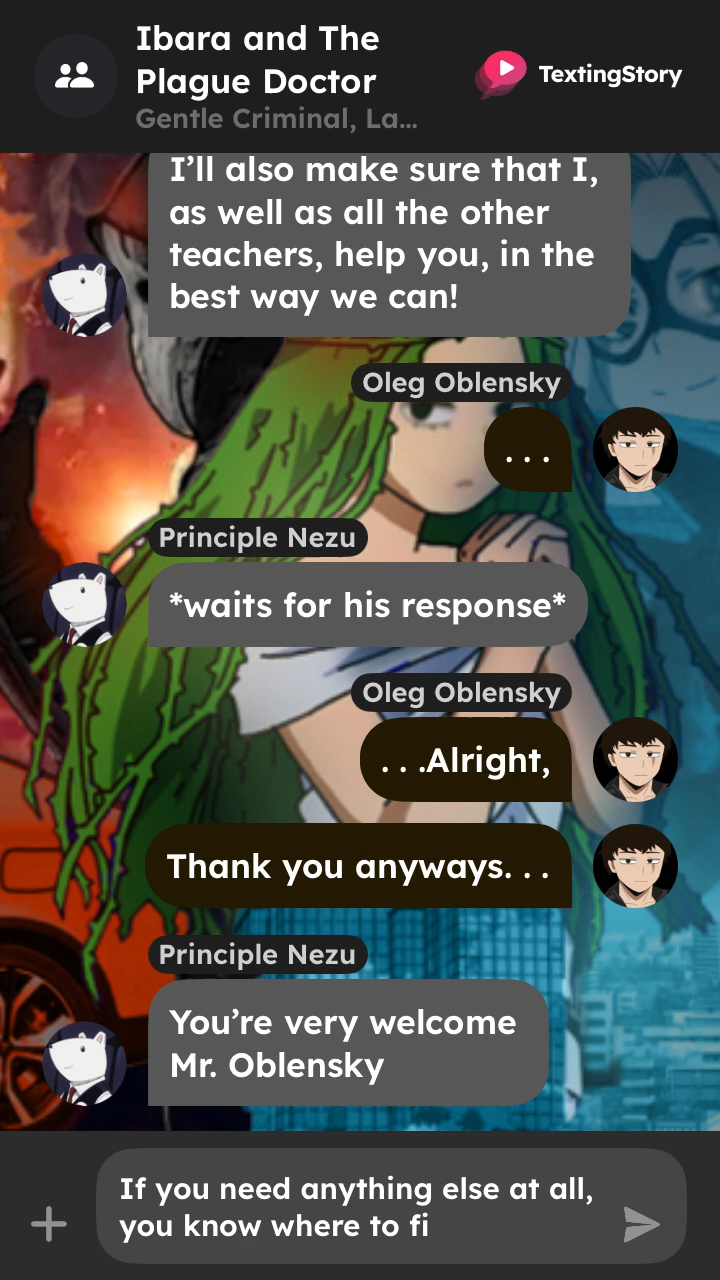 Ibara and The
Plague Doctor
Gentle Criminal, La...
TextingStory
I'll also make sure that I,
as well as all the other
teachers, help you, in the
best way we can!
Oleg Oblensky
. . .
Principle Nezu
*waits for his response*
Oleg Oblensky
. . .Alright,
Thank you anyways. . .
Principle Nezu
You're very welcome
Mr. Oblensky
If you need anything else at all,
you know where to fi